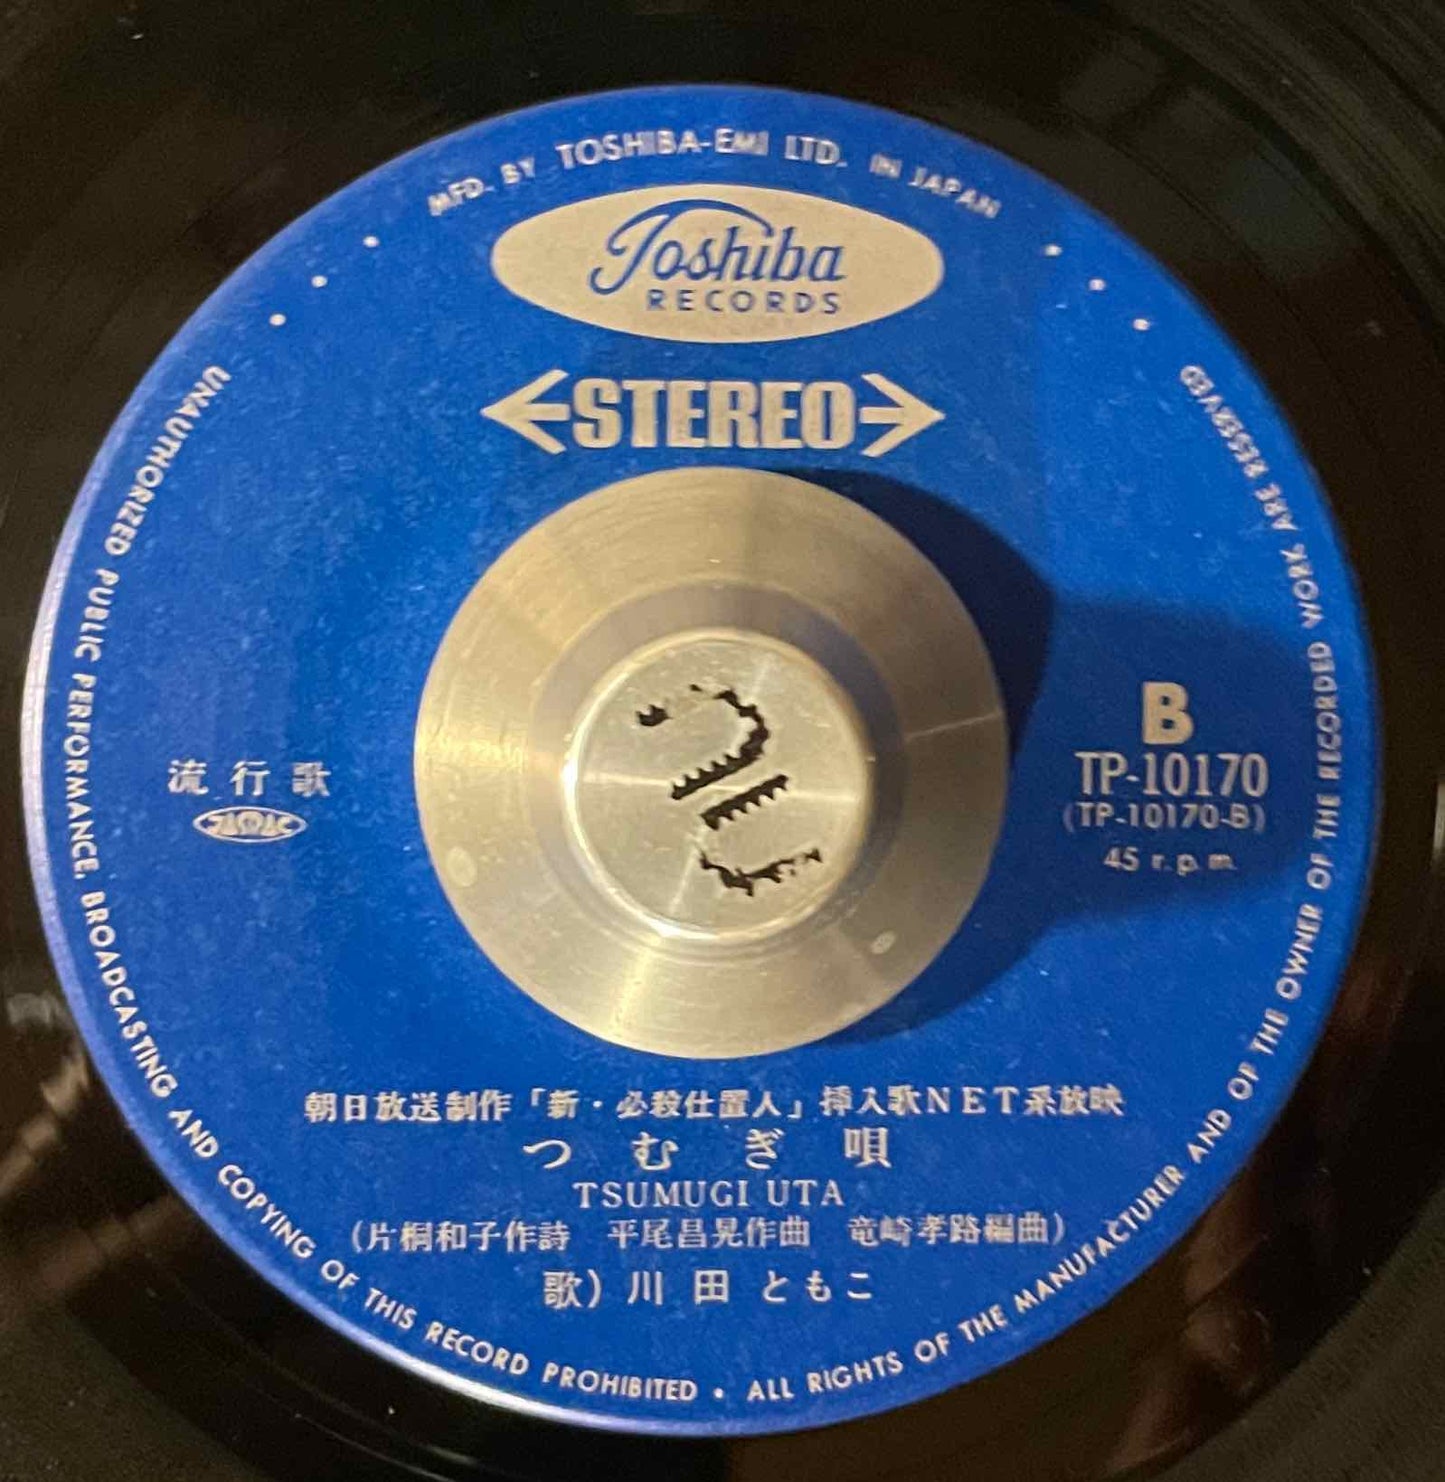 MFD. BY TOSHIBA-EMI LTD. IN JAPAN
Toshiba
RECORDS
STEREO
流行歌
JASRAC
B
TP-10170
(TP-10170-B)
45 r.p.m.
朝日放送制作「新・必殺仕置人」挿入歌NET系放映
つむぎ唄
TSUMUGI UTA
(片桐和子作詩 平尾昌晃作曲 竜崎孝路編曲)
歌)川田ともこ
UNAUTHORIZED PUBLIC PERFORMANCE, BROADCASTING AND COPYING OF THIS RECORD PROHIBITED • ALL RIGHTS OF THE MANUFACTURER AND OF THE OWNER OF THE RECORDED WORK ARE RESERVED